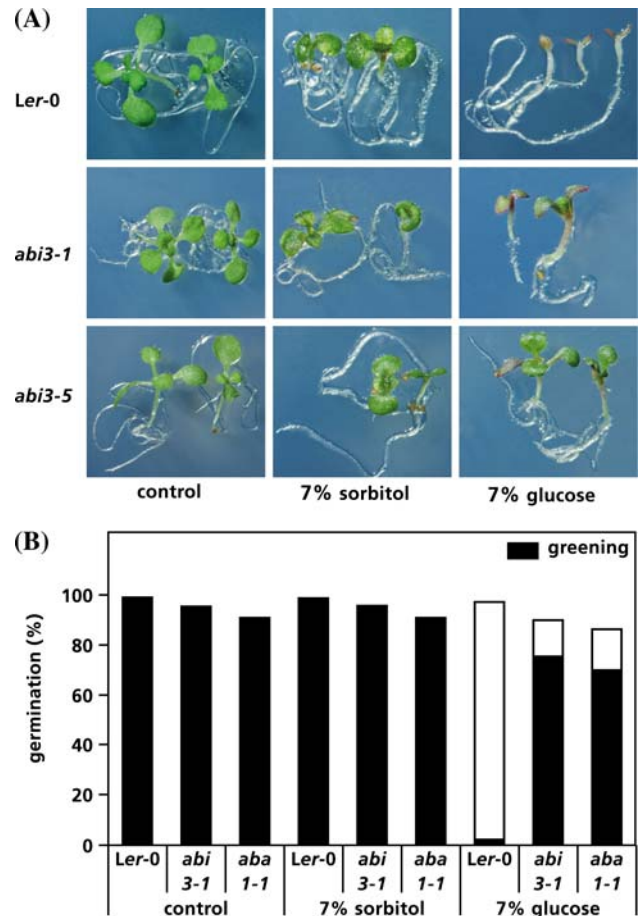 (A)
Ler-0
abi3-1
abi3-5
control 7% sorbitol 7% glucose
(B)
greening
germination (%)
100
80
60
40
20
0
Ler-0 abi 3-1 aba 1-1 Ler-0 abi 3-1 aba 1-1 Ler-0 abi 3-1 aba 1-1
control 7% sorbitol 7% glucose